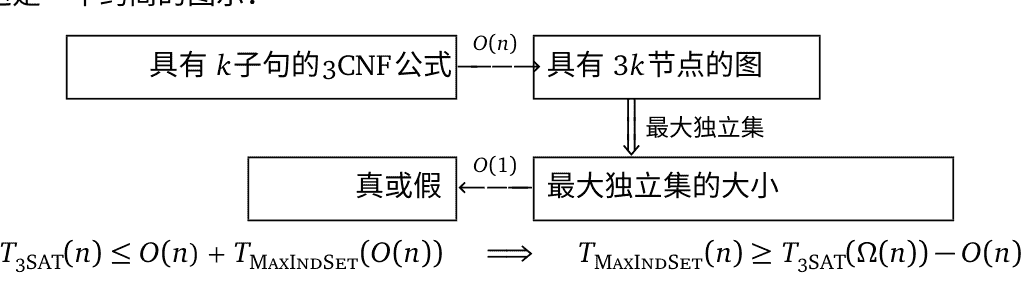 具有 k子句的3CNF公式 O(n) 具有 3k节点的图
最大独立集
真或假 O(1) 最大独立集的大小
T_3SAT(n) ≤ O(n) + T_MAXINDSET(O(n)) ⟹ T_MAXINDSET(n) ≥ T_3SAT(Ω(n)) − O(n)